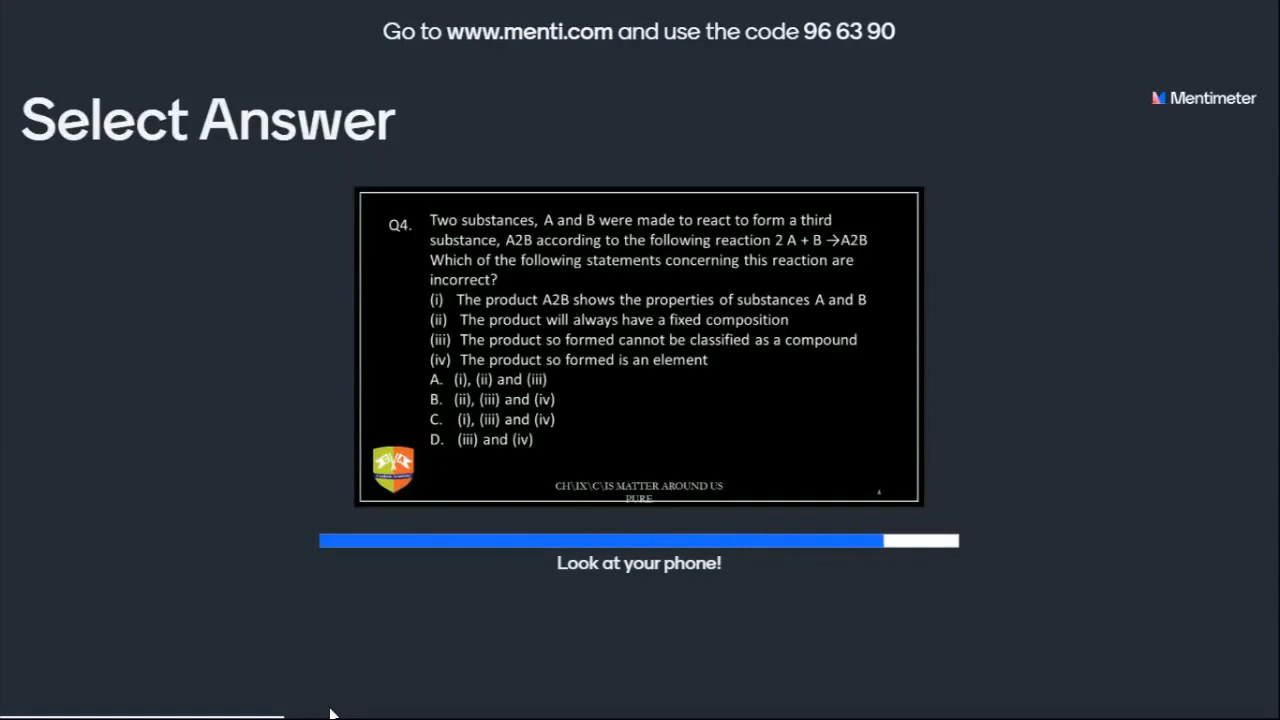 Go to www.menti.com and use the code 96 63 90
Select Answer
Mentimeter
Q4. Two substances, A and B were made to react to form a third
substance, A2B according to the following reaction 2 A + B →A2B
Which of the following statements concerning this reaction are
incorrect?
(i) The product A2B shows the properties of substances A and B
(ii) The product will always have a fixed composition
(iii) The product so formed cannot be classified as a compound
(iv) The product so formed is an element
A. (i), (ii) and (iii)
B. (ii), (iii) and (iv)
C. (i), (iii) and (iv)
D. (iii) and (iv)
CH\IX\C\IS MATTER AROUND US
PURE
4
Look at your phone!